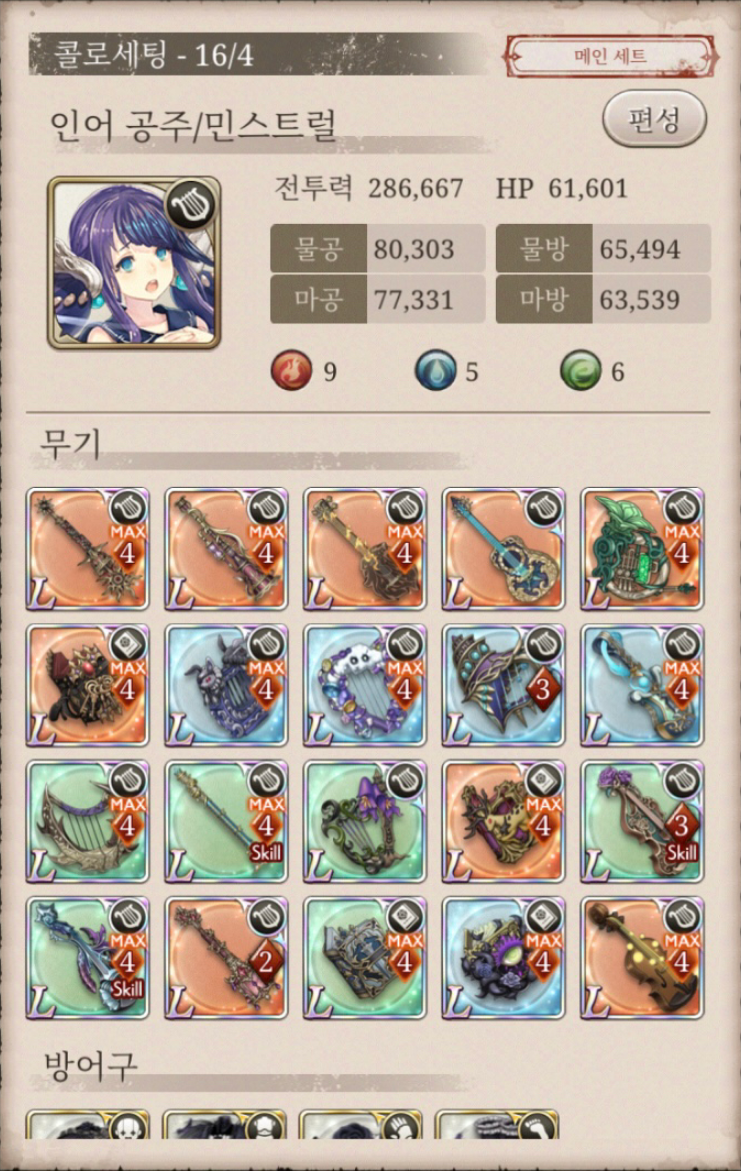 콜로세팅 - 16/4
메인 세트
인어 공주/민스트럴
편성
전투력 286,667 HP 61,601
물공 80,303 물방 65,494
마공 77,331 마방 63,539
9 5 6
무기
MAX 4 MAX 4 MAX 4 MAX 4
L L L L L
MAX 4 MAX 4 MAX 4 3 MAX 4
L L L L L
MAX 4 MAX 4 Skill MAX 4 3 Skill
L L L L L
MAX 4 Skill 2 MAX 4 MAX 4 MAX 4
L L L L L
방어구